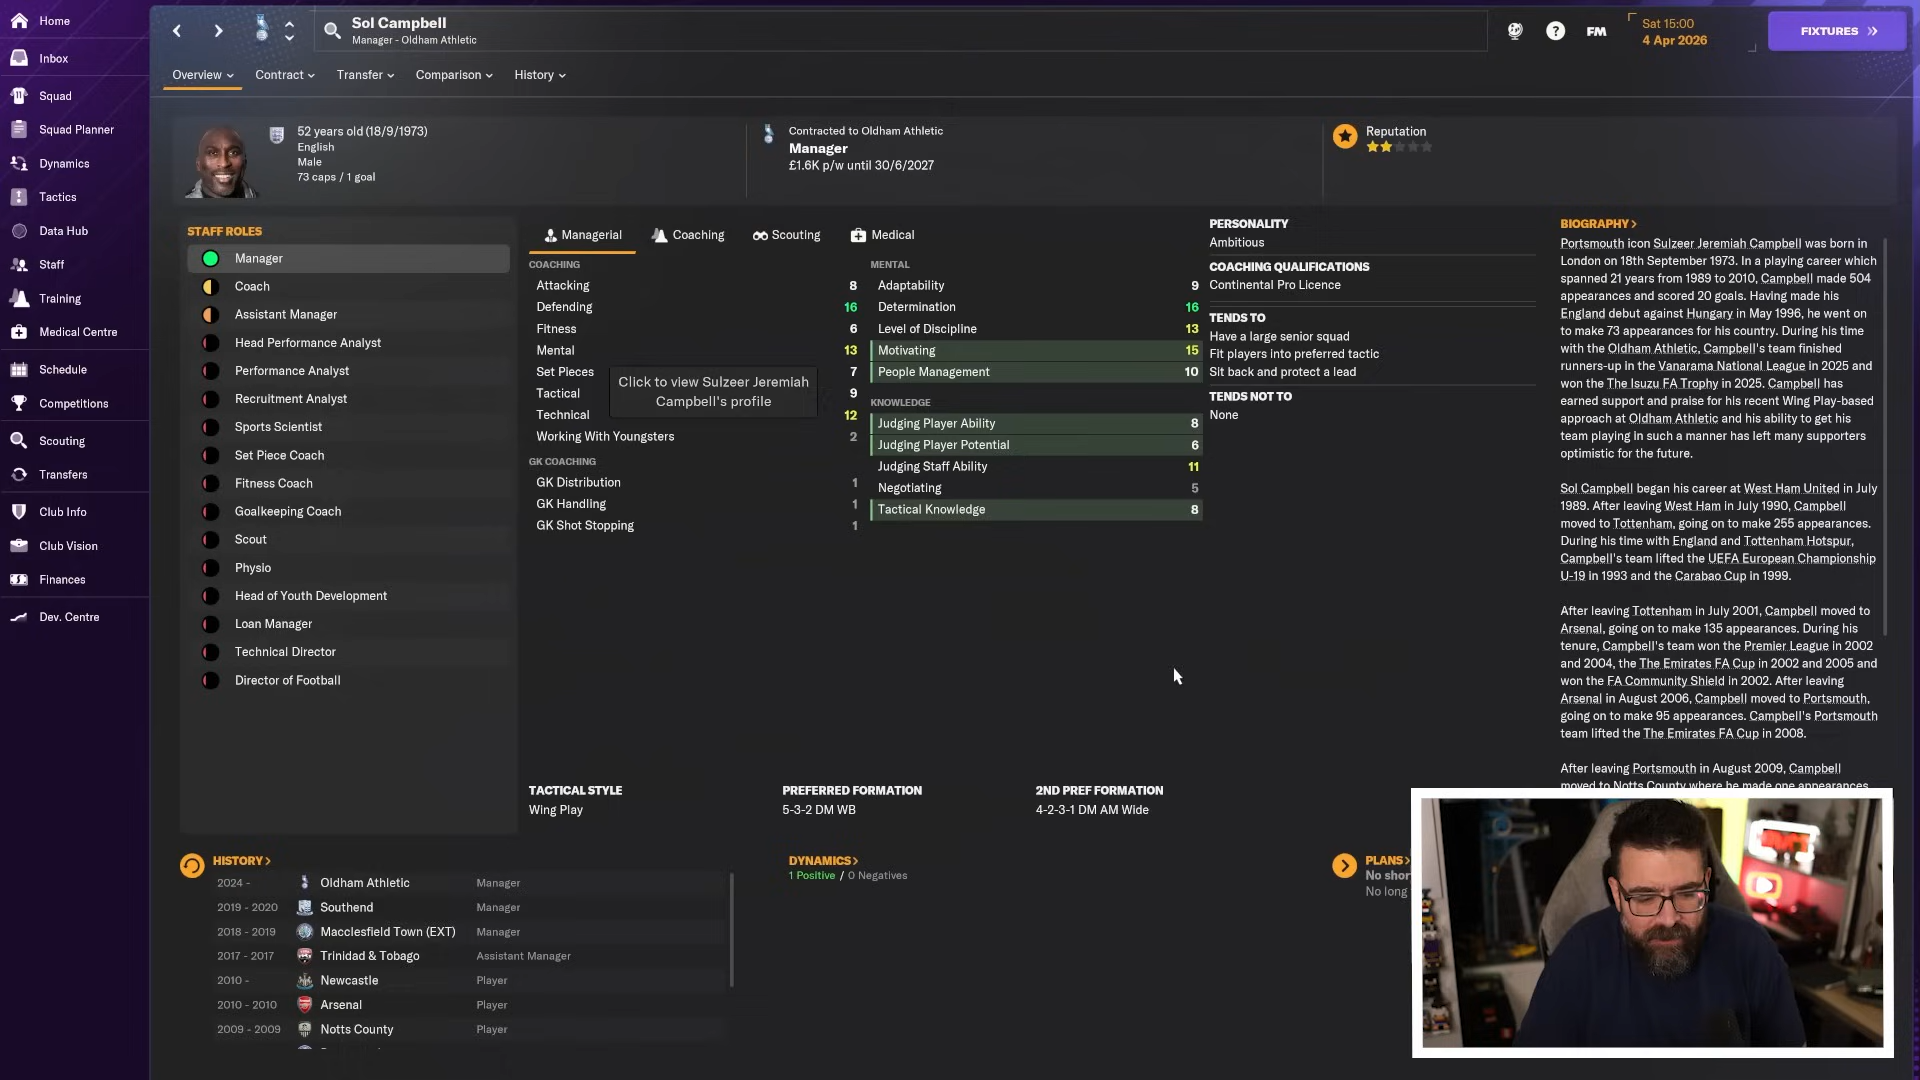 Home
Inbox
Squad
Squad Planner
Dynamics
Tactics
Data Hub
Staff
Training
Medical Centre
Schedule
Competitions
Scouting
Transfers
Club Info
Club Vision
Finances
Dev. Centre
Sol Campbell
Manager - Oldham Athletic
FM
Sat 15:00
4 Apr 2026
FIXTURES
Overview
Contract
Transfer
Comparison
History
52 years old (18/9/1973)
English
Male
73 caps / 1 goal
Contracted to Oldham Athletic
Manager
£1.6K p/w until 30/6/2027
Reputation
STAFF ROLES
Manager
Coach
Assistant Manager
Head Performance Analyst
Performance Analyst
Recruitment Analyst
Sports Scientist
Set Piece Coach
Fitness Coach
Goalkeeping Coach
Scout
Physio
Head of Youth Development
Loan Manager
Technical Director
Director of Football
Managerial
Coaching
Scouting
Medical
COACHING
Attacking 8
Defending 16
Fitness 6
Mental 13
Set Pieces 7
Tactical 9
Technical 12
Working With Youngsters 2
Click to view Sulzeer Jeremiah
Campbell's profile
GK COACHING
GK Distribution 1
GK Handling 1
GK Shot Stopping 1
MENTAL
Adaptability 9
Determination 16
Level of Discipline 13
Motivating 15
People Management 10
KNOWLEDGE
Judging Player Ability 8
Judging Player Potential 6
Judging Staff Ability 11
Negotiating 5
Tactical Knowledge 8
PERSONALITY
Ambitious
COACHING QUALIFICATIONS
Continental Pro Licence
TENDS TO
Have a large senior squad
Fit players into preferred tactic
Sit back and protect a lead
TENDS NOT TO
None
BIOGRAPHY
Portsmouth icon Sulzeer Jeremiah Campbell was born in
London on 18th September 1973. In a playing career which
spanned 21 years from 1989 to 2010, Campbell made 504
appearances and scored 20 goals. Having made his
England debut against Hungary in May 1996, he went on
to make 73 appearances for his country. During his time
with the Oldham Athletic, Campbell's team finished
runners-up in the Vanarama National League in 2025 and
won the The Isuzu FA Trophy in 2025. Campbell has
earned support and praise for his recent Wing Play-based
approach at Oldham Athletic and his ability to get his
team playing in such a manner has left many supporters
optimistic for the future.
Sol Campbell began his career at West Ham United in July
1989. After leaving West Ham in July 1990, Campbell
moved to Tottenham, going on to make 255 appearances.
During his time with England and Tottenham Hotspur,
Campbell's team lifted the UEFA European Championship
U-19 in 1993 and the Carabao Cup in 1999.
After leaving Tottenham in July 2001, Campbell moved to
Arsenal, going on to make 135 appearances. During his
tenure, Campbell's team won the Premier League in 2002
and 2004, the The Emirates FA Cup in 2002 and 2005 and
won the FA Community Shield in 2002. After leaving
Arsenal in August 2006, Campbell moved to Portsmouth,
going on to make 95 appearances. Campbell's Portsmouth
team lifted the The Emirates FA Cup in 2008.
After leaving Portsmouth in August 2009, Campbell
moved to Notts County where he made one appearances
TACTICAL STYLE
Wing Play
PREFERRED FORMATION
5-3-2 DM WB
2ND PREF FORMATION
4-2-3-1 DM AM Wide
HISTORY
2024 - Oldham Athletic Manager
2019 - 2020 Southend Manager
2018 - 2019 Macclesfield Town (EXT) Manager
2017 - 2017 Trinidad & Tobago Assistant Manager
2010 - Newcastle Player
2010 - 2010 Arsenal Player
2009 - 2009 Notts County Player
DYNAMICS
1 Positive / 0 Negatives
PLANS
No shor
No long